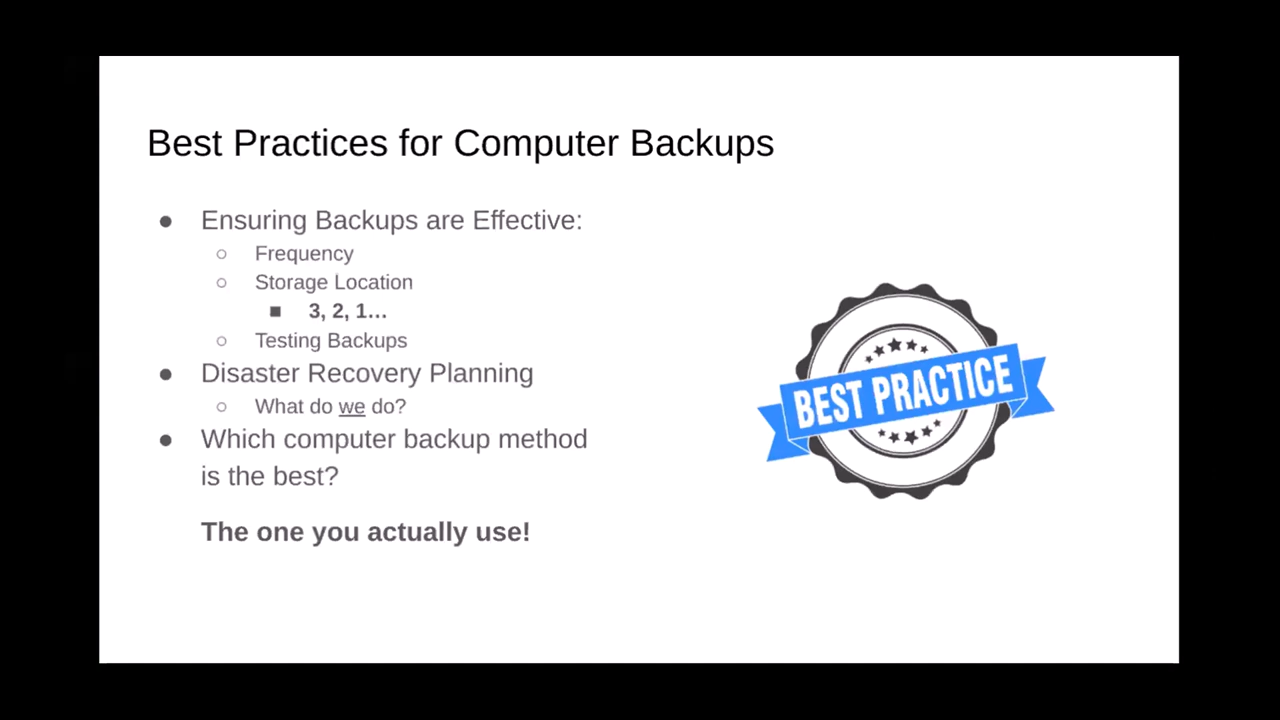 Best Practices for Computer Backups
● Ensuring Backups are Effective:
○ Frequency
○ Storage Location
■ 3, 2, 1...
○ Testing Backups
● Disaster Recovery Planning
○ What do we do?
● Which computer backup method
is the best?
The one you actually use!
BEST PRACTICE